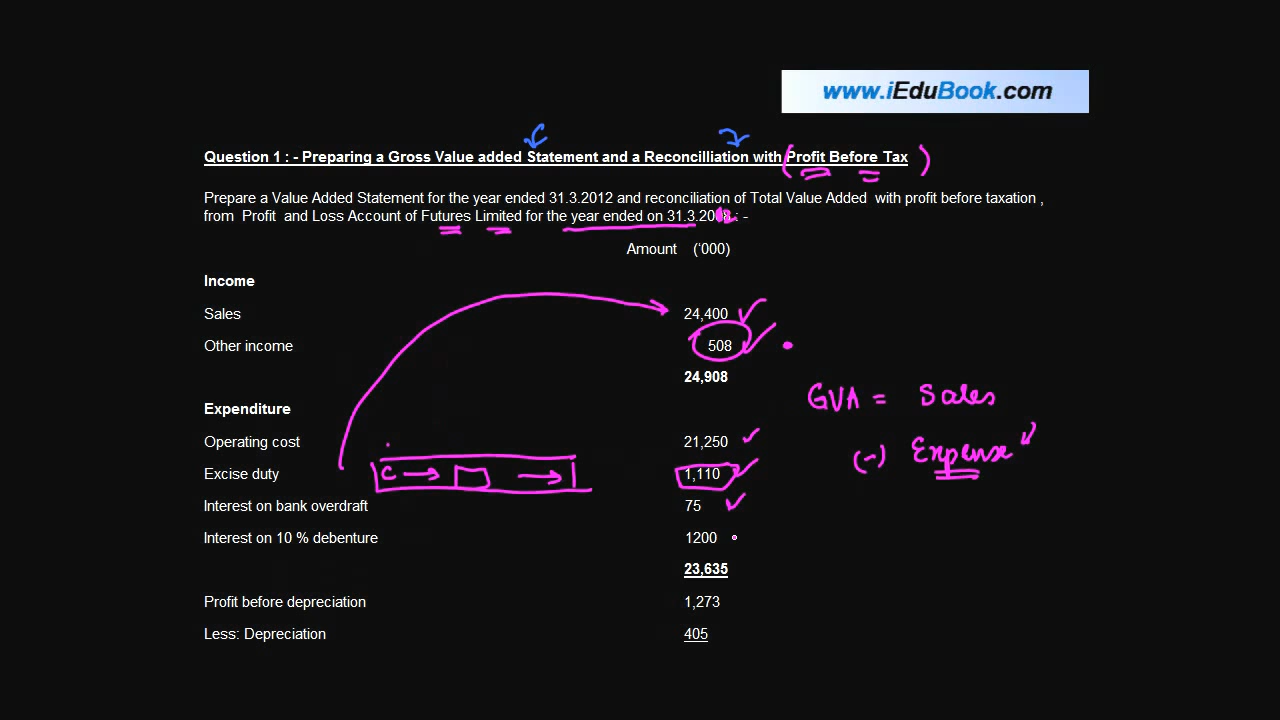 www.iEduBook.com
Question 1 : - Preparing a Gross Value added Statement and a Reconcilliation with Profit Before Tax
Prepare a Value Added Statement for the year ended 31.3.2012 and reconciliation of Total Value Added with profit before taxation ,
from Profit and Loss Account of Futures Limited for the year ended on 31.3. : -
Amount ('000)
Income
Sales 24,400
Other income 508
24,908
GVA = Sales
Expenditure
Operating cost 21,250
(-) Expense
Excise duty C 1,110
Interest on bank overdraft 75
Interest on 10 % debenture 1200
23,635
Profit before depreciation 1,273
Less: Depreciation 405